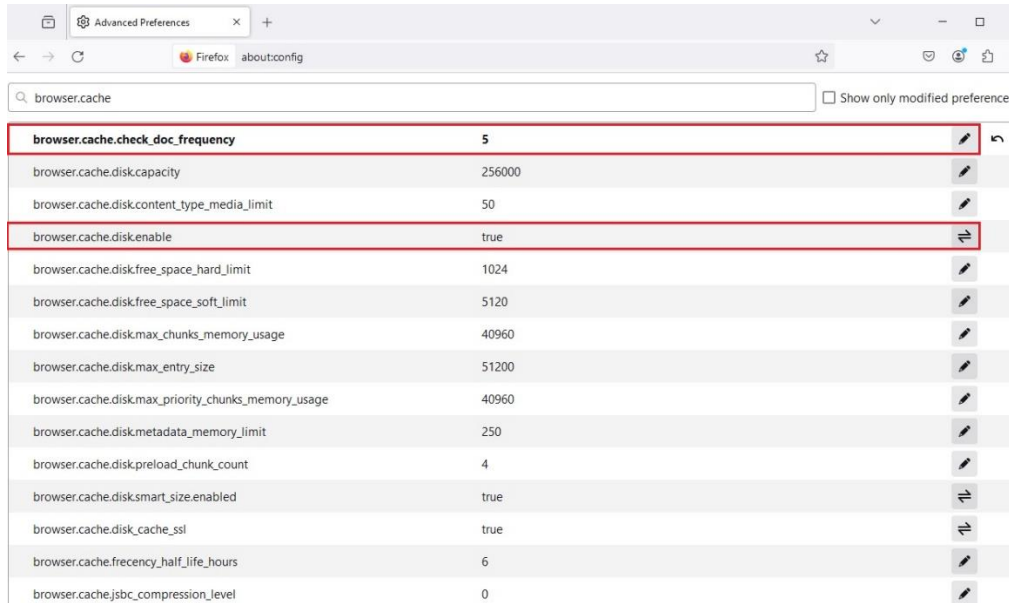 Advanced Preferences
Firefox about:config
browser.cache Show only modified preference
browser.cache.check_doc_frequency 5
browser.cache.disk.capacity 256000
browser.cache.disk.content_type_media_limit 50
browser.cache.disk.enable true
browser.cache.disk.free_space_hard_limit 1024
browser.cache.disk.free_space_soft_limit 5120
browser.cache.disk.max_chunks_memory_usage 40960
browser.cache.disk.max_entry_size 51200
browser.cache.disk.max_priority_chunks_memory_usage 40960
browser.cache.disk.metadata_memory_limit 250
browser.cache.disk.preload_chunk_count 4
browser.cache.disk.smart_size.enabled true
browser.cache.disk_cache_ssl true
browser.cache.frecency_half_life_hours 6
browser.cache.jsbc_compression_level 0